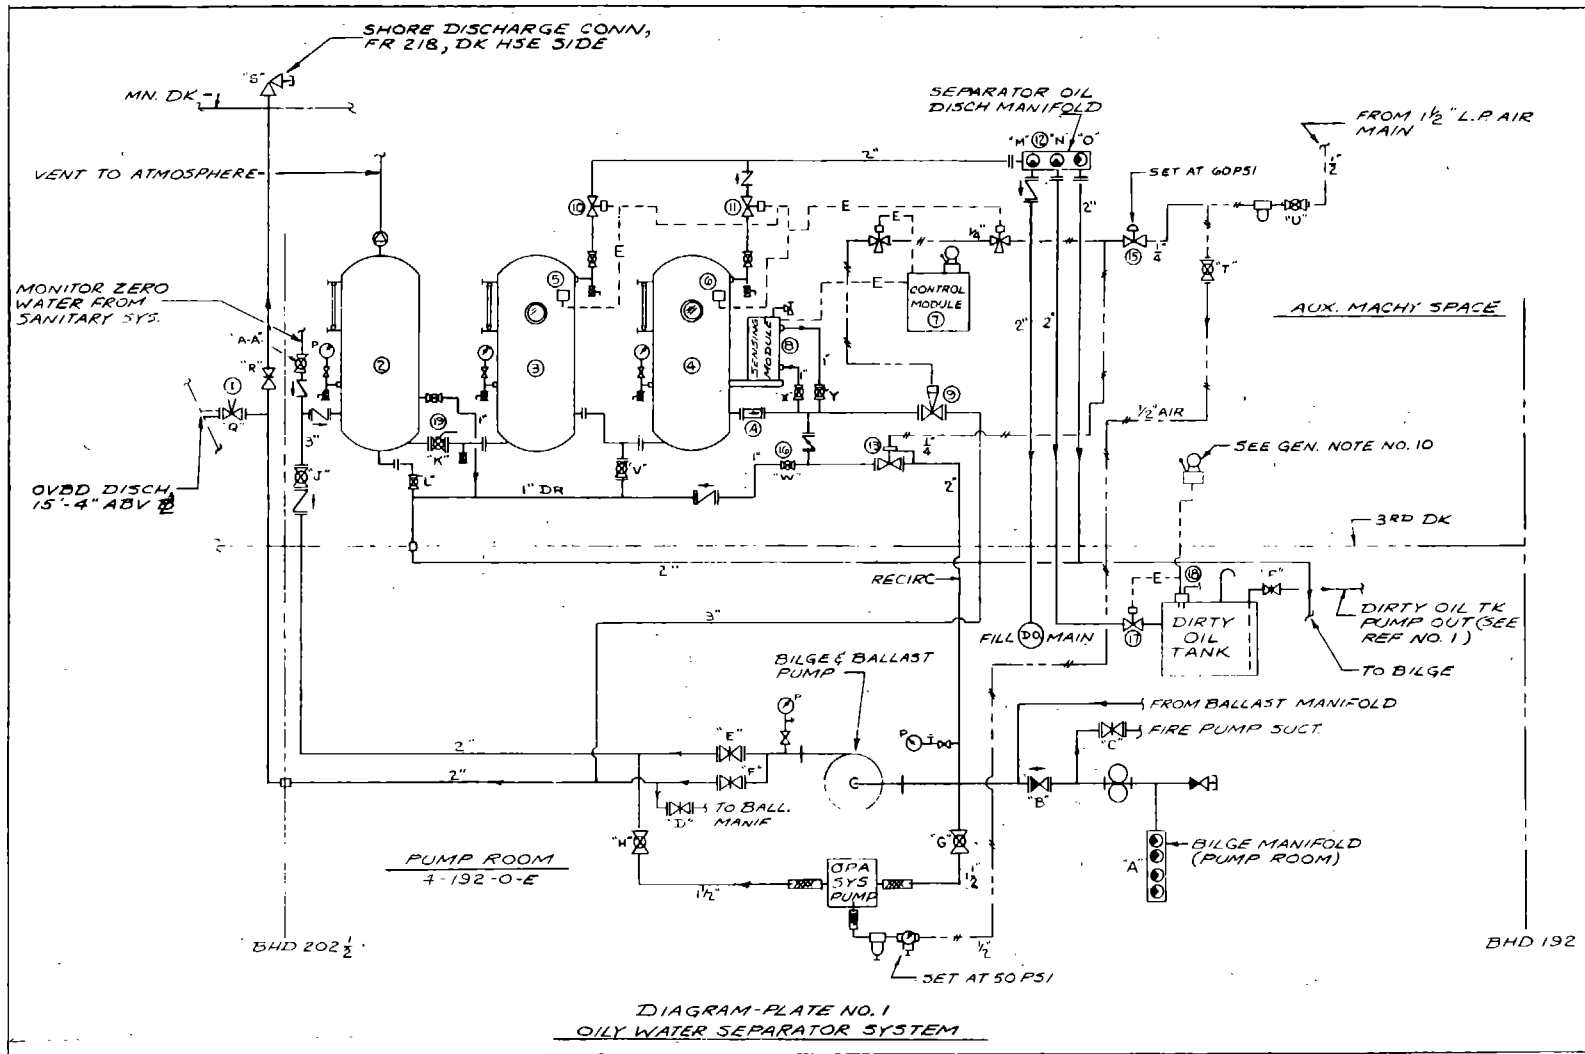 SHORE DISCHARGE CONN,
FR 218, DK HSE SIDE
"S"
MN. DK
SEPARATOR OIL
DISCH MANIFOLD
FROM 1½" L.P. AIR
MAIN
"M" 12 "N" "O"
2"
½"
VENT TO ATMOSPHERE
SET AT 60 PSI
10
11
E
E
2"
"U"
E
¼"
15
¼"
"T"
MONITOR ZERO
WATER FROM
SANITARY SYS.
5
6
E
CONTROL
MODULE
7
AUX. MACHY SPACE
"A-A"
P
"R"
2
3
4
SENSING
MODULE
8
1"
1"
2"
2"
1
"Q"
"X"
Y
9
½" AIR
3"
19
1"
"K"
A
13
¼"
SEE GEN. NOTE NO. 10
"J"
"L"
"V"
1"
16
"W"
2"
OVBD DISCH,
15'-4" ABV
1" DR
3RD DK
2"
RECIRC
E
18
"F"
3"
FILL DO MAIN
17
DIRTY
OIL
TANK
DIRTY OIL TK
PUMP OUT (SEE
REF NO. 1)
TO BILGE
BILGE & BALLAST
PUMP
P
FROM BALLAST MANIFOLD
"C"
FIRE PUMP SUCT.
2"
"E"
P
2"
"F"
C
"B"
"D"
TO BALL.
MANIF
"H"
"G"
PUMP ROOM
4-192-0-E
OPA
SYS
PUMP
1½"
1½"
"A"
BILGE MANIFOLD
(PUMP ROOM)
BHD 202½
½"
BHD 192
SET AT 50 PSI
DIAGRAM-PLATE NO. 1
OILY WATER SEPARATOR SYSTEM